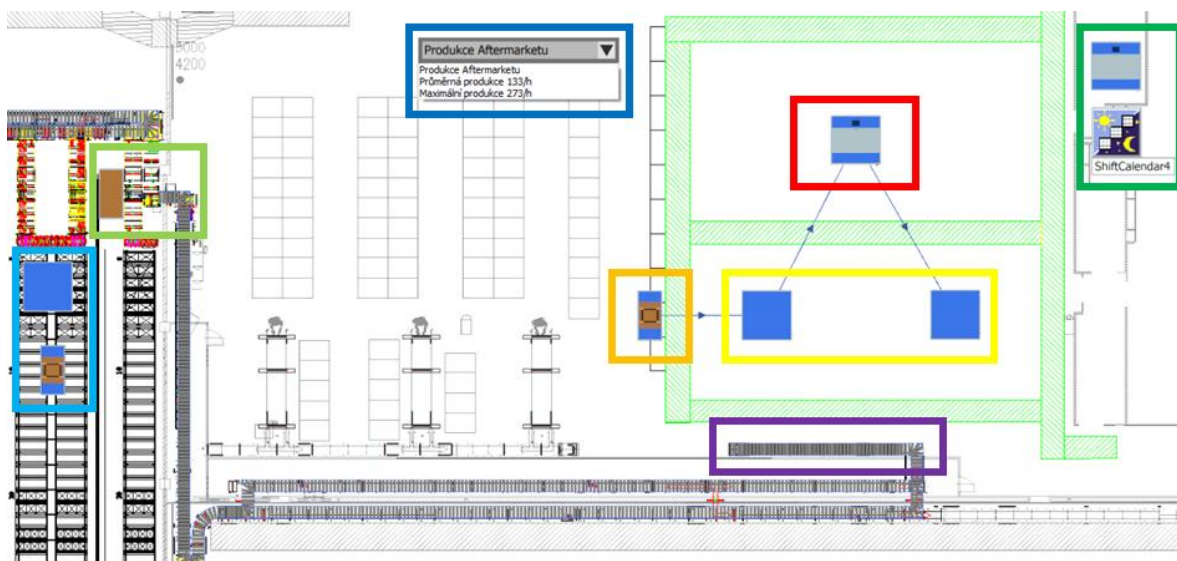 5000
4200
Produkce Aftermarketu
Produkce Aftermarketu
Průměrná produkce 133/h
Maximální produkce 273/h
ShiftCalendar4